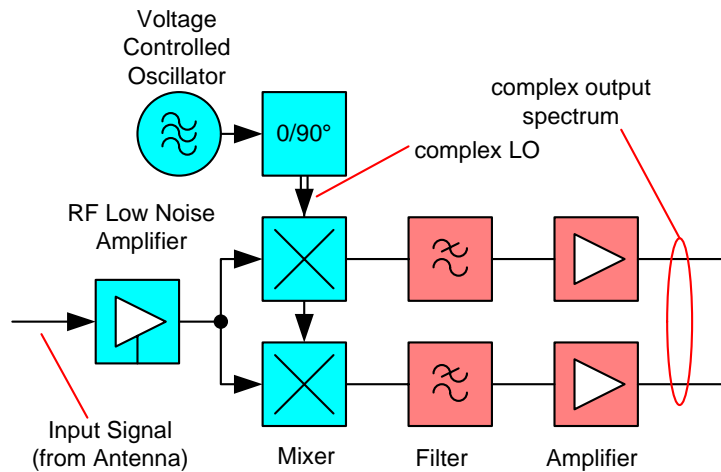 Voltage
Controlled
Oscillator
complex output
spectrum
0/90°
complex LO
RF Low Noise
Amplifier
Input Signal
(from Antenna)
Mixer
Filter
Amplifier